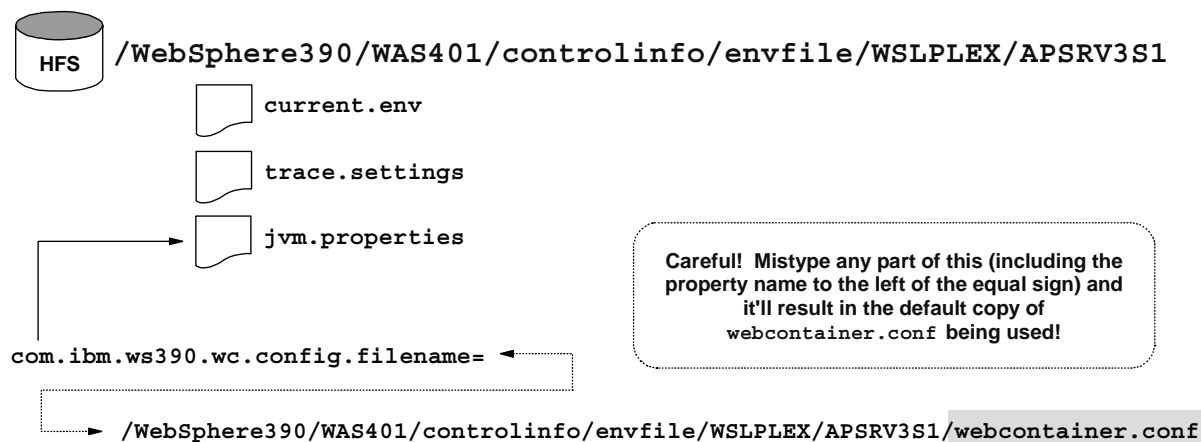 HFS
/WebSphere390/WAS401/controlinfo/envfile/WSLPLEX/APSRV3S1
current.env
trace.settings
jvm.properties
Careful! Mistype any part of this (including the
property name to the left of the equal sign) and
it'll result in the default copy of
webcontainer.conf being used!
com.ibm.ws390.wc.config.filename=
/WebSphere390/WAS401/controlinfo/envfile/WSLPLEX/APSRV3S1/webcontainer.conf